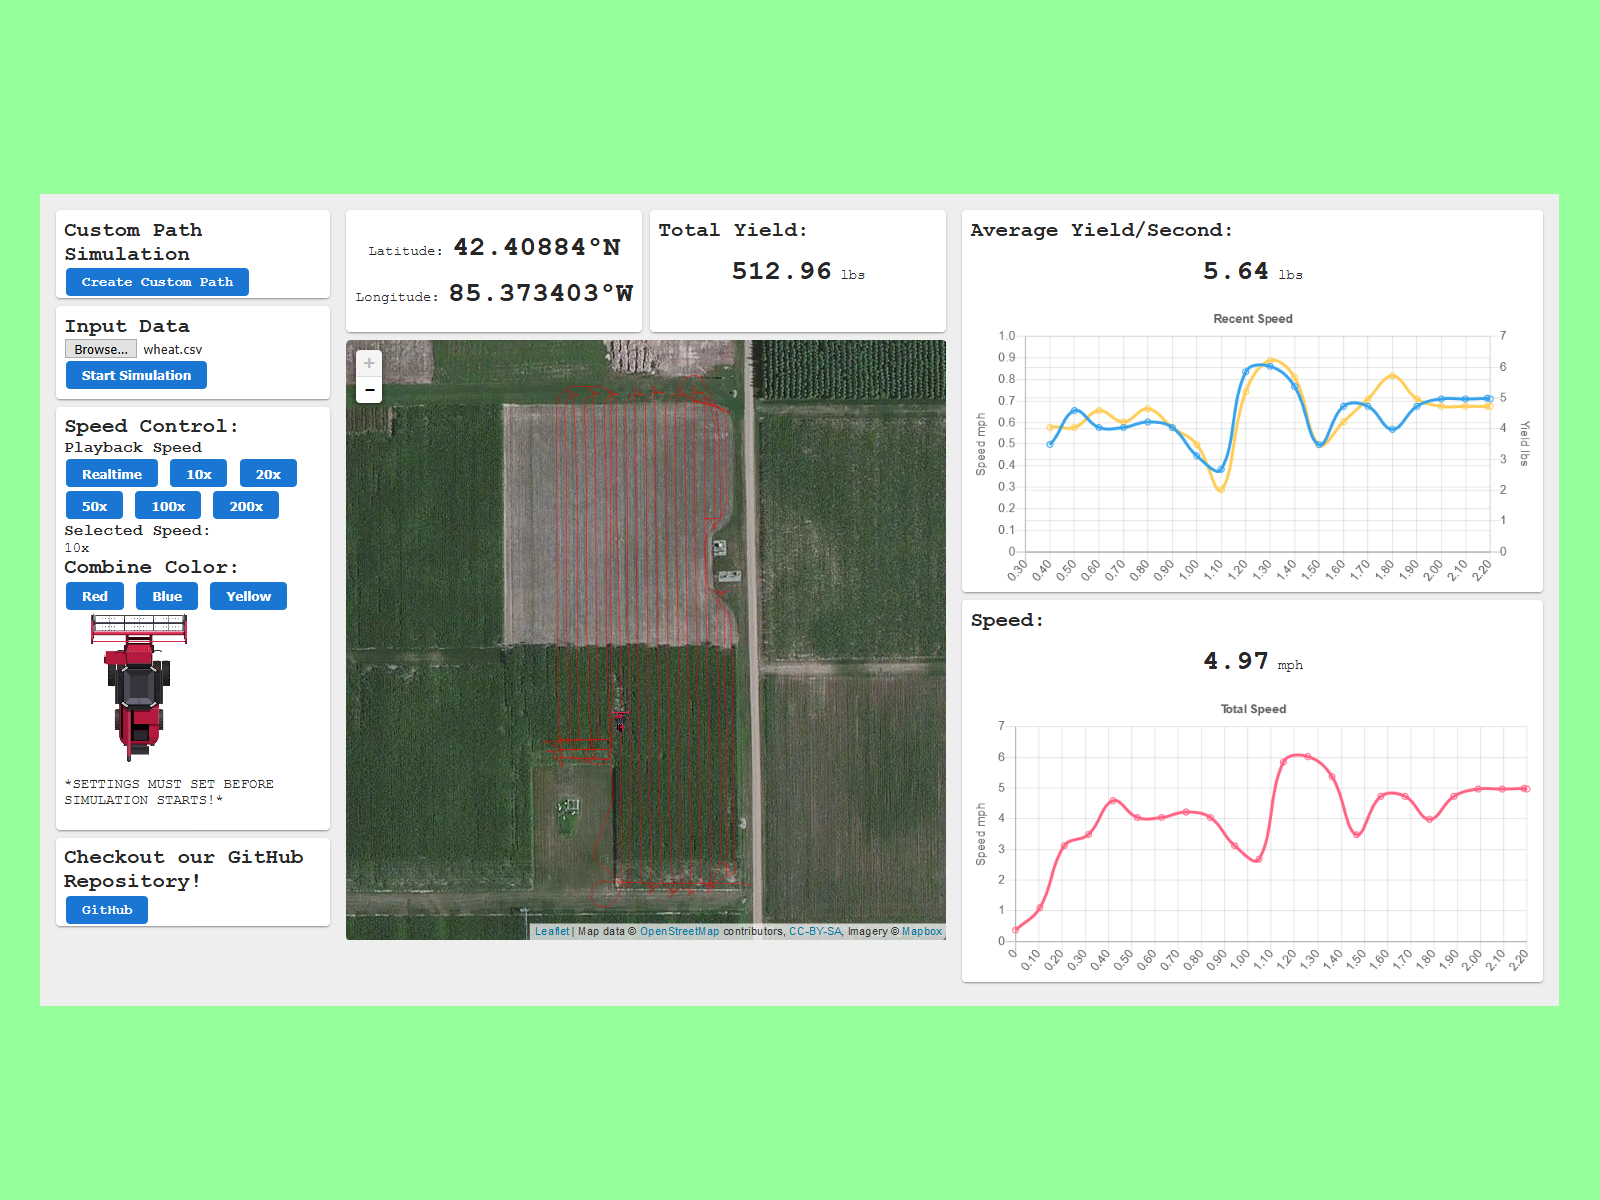 Custom Path
Simulation
Create Custom Path
Input Data
Browse... wheat.csv
Start Simulation
Speed Control:
Playback Speed
Realtime 10x 20x
50x 100x 200x
Selected Speed:
10x
Combine Color:
Red Blue Yellow
*SETTINGS MUST SET BEFORE
SIMULATION STARTS!*
Checkout our GitHub
Repository!
GitHub
Latitude: 42.40884°N
Longitude: 85.373403°W
Total Yield:
512.96 lbs
+
−
Leaflet | Map data © OpenStreetMap contributors, CC-BY-SA, Imagery © Mapbox
Average Yield/Second:
5.64 lbs
Recent Speed
Speed mph
1.0
0.9
0.8
0.7
0.6
0.5
0.4
0.3
0.2
0.1
0
7
6
5
4
3
2
1
0
Yield lbs
0.30 0.40 0.50 0.60 0.70 0.80 0.90 1.00 1.10 1.20 1.30 1.40 1.50 1.60 1.70 1.80 1.90 2.00 2.10 2.20
Speed:
4.97 mph
Total Speed
Speed mph
7
6
5
4
3
2
1
0
0 0.10 0.20 0.30 0.40 0.50 0.60 0.70 0.80 0.90 1.00 1.10 1.20 1.30 1.40 1.50 1.60 1.70 1.80 1.90 2.00 2.10 2.20